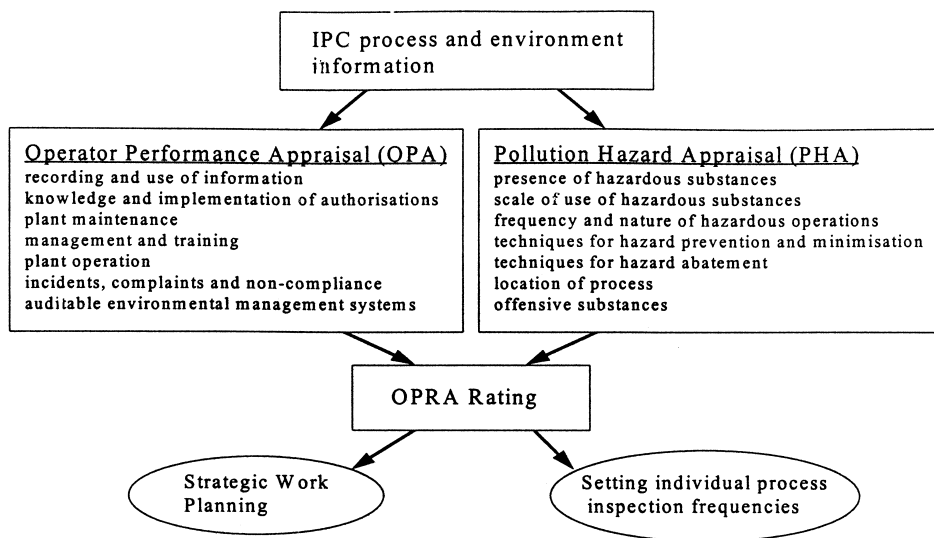 IPC process and environment
information
Operator Performance Appraisal (OPA)
recording and use of information
knowledge and implementation of authorisations
plant maintenance
management and training
plant operation
incidents, complaints and non-compliance
auditable environmental management systems
Pollution Hazard Appraisal (PHA)
presence of hazardous substances
scale of use of hazardous substances
frequency and nature of hazardous operations
techniques for hazard prevention and minimisation
techniques for hazard abatement
location of process
offensive substances
OPRA Rating
Strategic Work
Planning
Setting individual process
inspection frequencies